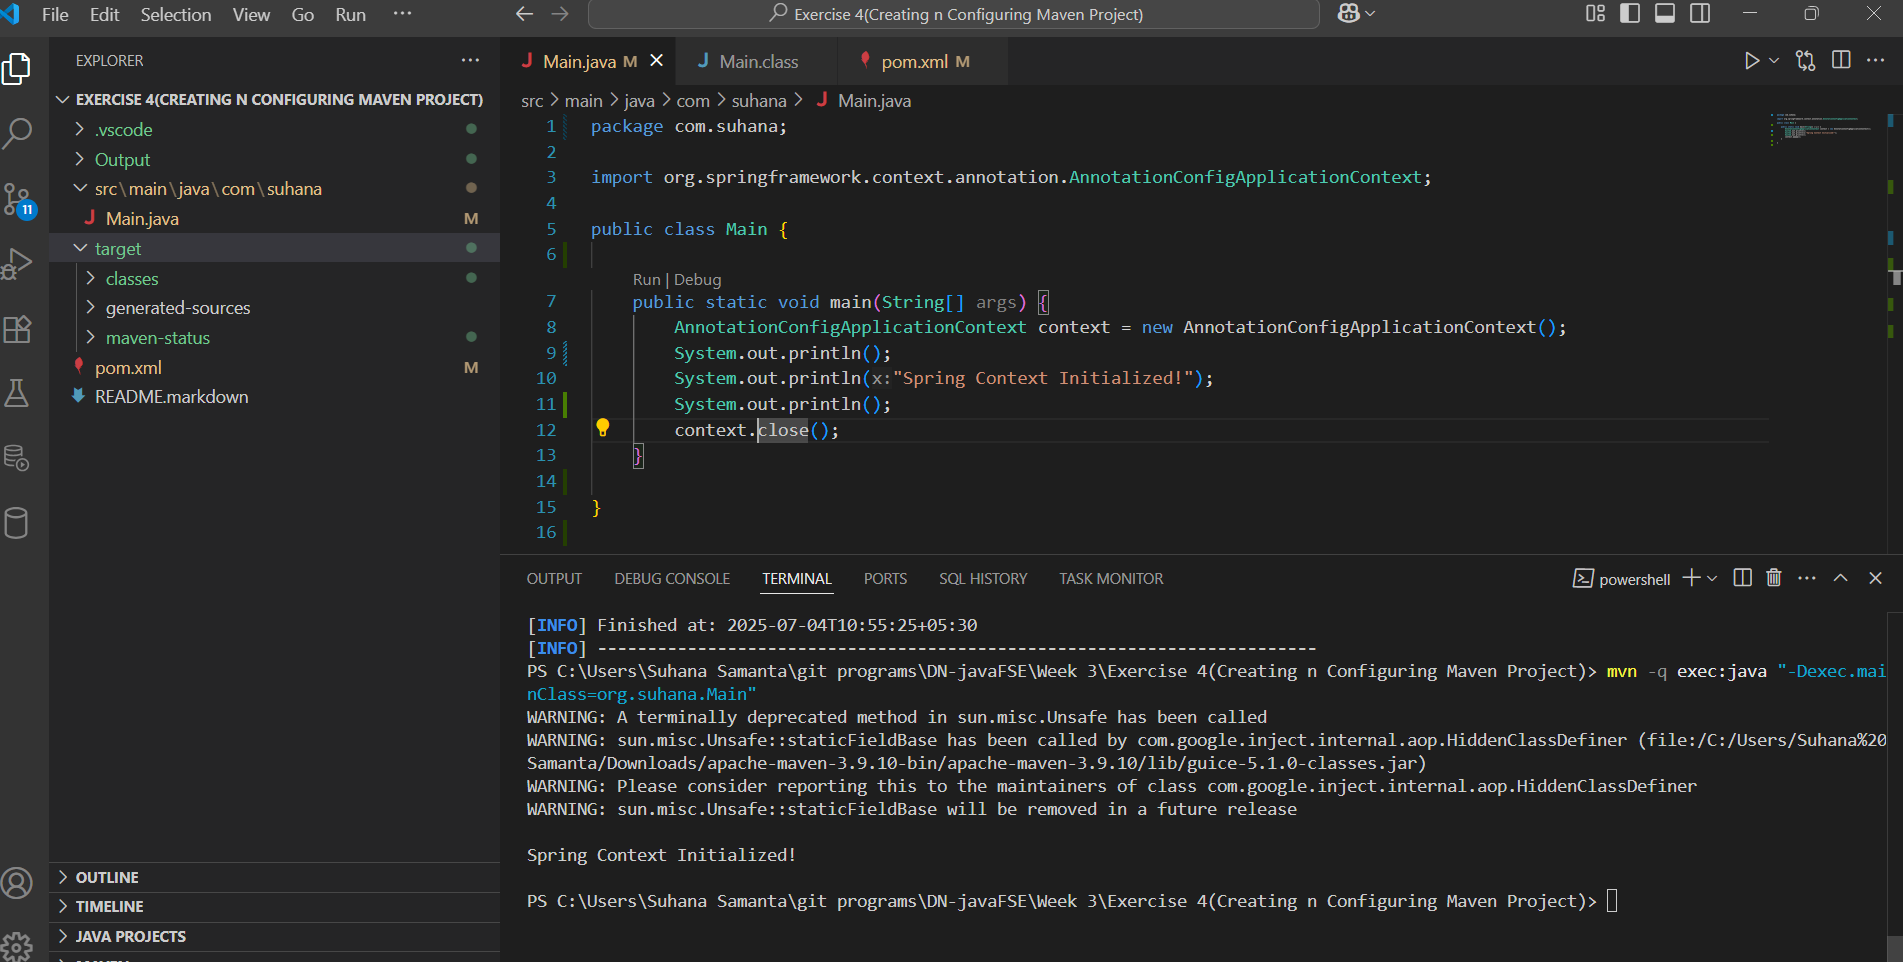 File Edit Selection View Go Run ···
Exercise 4(Creating n Configuring Maven Project)
EXPLORER ···
EXERCISE 4(CREATING N CONFIGURING MAVEN PROJECT)
.vscode
Output
src\main\java\com\suhana
J Main.java M
target
classes
generated-sources
maven-status
pom.xml M
README.markdown
OUTLINE
TIMELINE
JAVA PROJECTS
11
J Main.java M
J Main.class
pom.xml M
src > main > java > com > suhana > J Main.java
1 package com.suhana;
2
3 import org.springframework.context.annotation.AnnotationConfigApplicationContext;
4
5 public class Main {
6
Run | Debug
7 public static void main(String[] args) {
8 AnnotationConfigApplicationContext context = new AnnotationConfigApplicationContext();
9 System.out.println();
10 System.out.println(x:"Spring Context Initialized!");
11 System.out.println();
12 context.close();
13 }
14
15 }
16
OUTPUT DEBUG CONSOLE TERMINAL PORTS SQL HISTORY TASK MONITOR
powershell
[INFO] Finished at: 2025-07-04T10:55:25+05:30
[INFO] ------------------------------------------------------------------------
PS C:\Users\Suhana Samanta\git programs\DN-javaFSE\Week 3\Exercise 4(Creating n Configuring Maven Project)> mvn -q exec:java "-Dexec.mai
nClass=org.suhana.Main"
WARNING: A terminally deprecated method in sun.misc.Unsafe has been called
WARNING: sun.misc.Unsafe::staticFieldBase has been called by com.google.inject.internal.aop.HiddenClassDefiner (file:/C:/Users/Suhana%20
Samanta/Downloads/apache-maven-3.9.10-bin/apache-maven-3.9.10/lib/guice-5.1.0-classes.jar)
WARNING: Please consider reporting this to the maintainers of class com.google.inject.internal.aop.HiddenClassDefiner
WARNING: sun.misc.Unsafe::staticFieldBase will be removed in a future release
Spring Context Initialized!
PS C:\Users\Suhana Samanta\git programs\DN-javaFSE\Week 3\Exercise 4(Creating n Configuring Maven Project)>